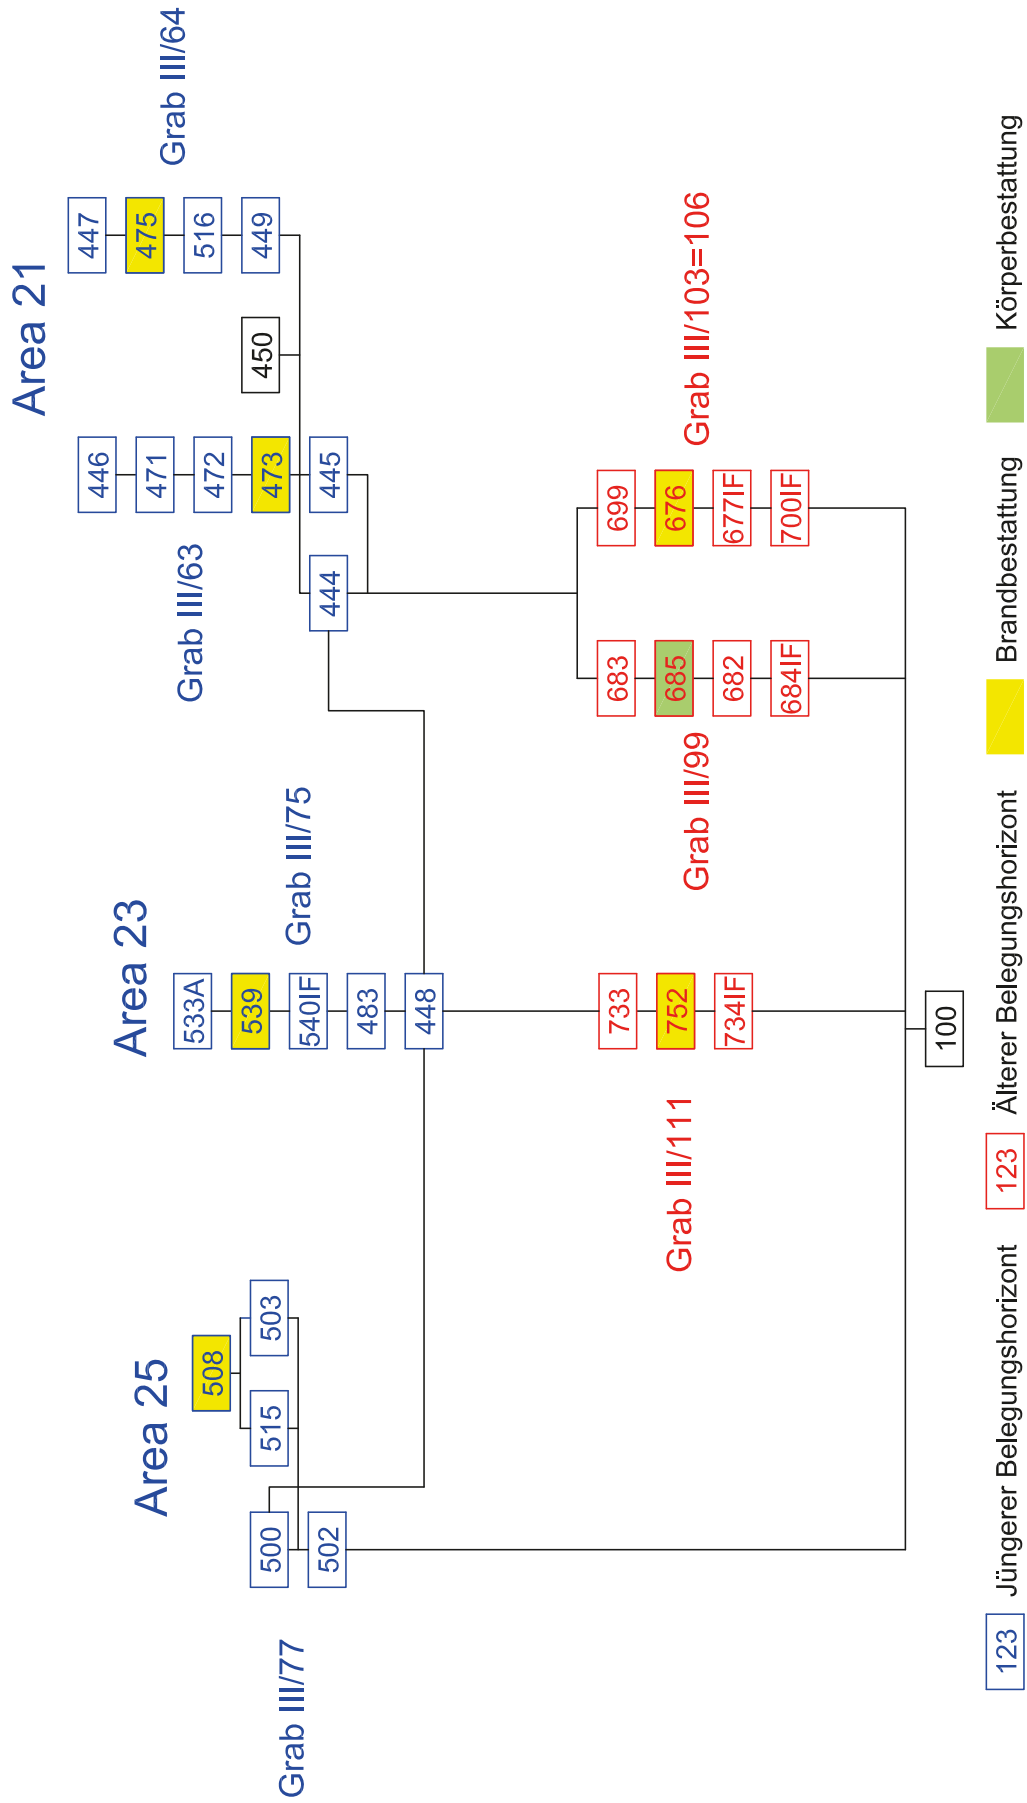 Area 25
Area 23
Area 21
Grab III/77
508
515
503
500
502
533A
539
540IF
483
448
Grab III/75
446
471
472
473
445
Grab III/63
444
450
447
475
516
449
Grab III/64
733
752
734IF
Grab III/111
683
685
682
684IF
Grab III/99
699
676
677IF
700IF
Grab III/103=106
100
123 Jüngerer Belegungshorizont
123 Älterer Belegungshorizont
Brandbestattung
Körperbestattung